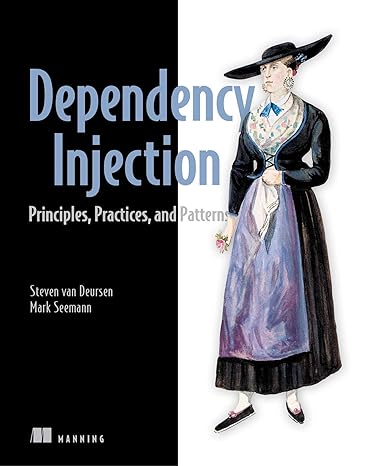 Dependency
Injection
Principles, Practices, and Patterns
Steven van Deursen
Mark Seemann
MANNING